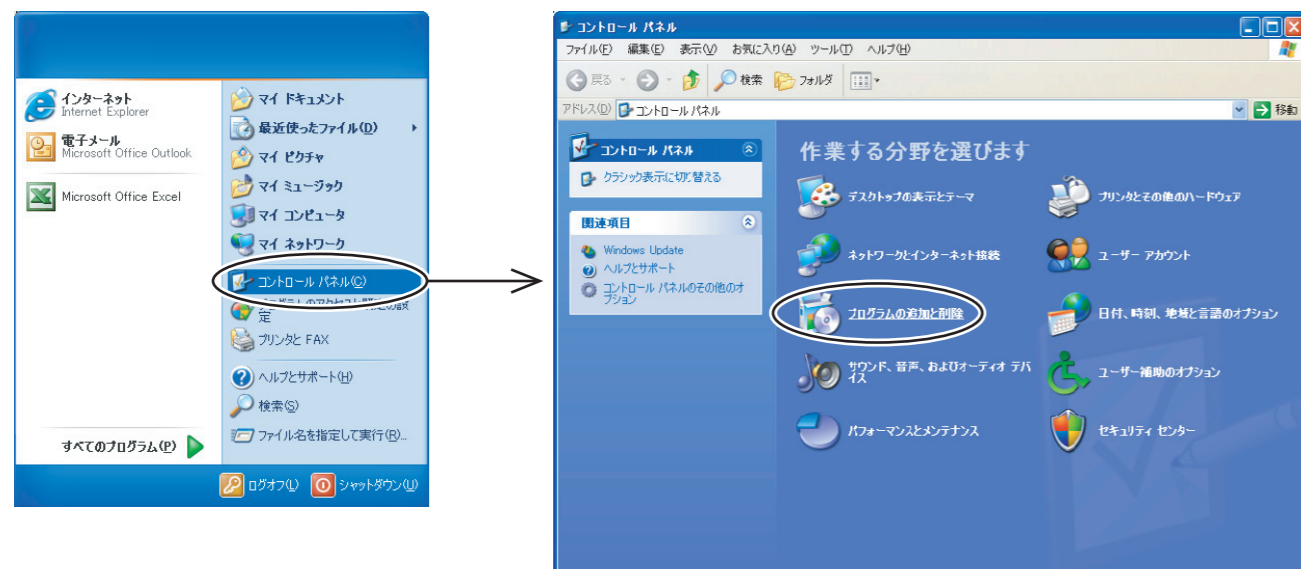 インターネット
Internet Explorer
電子メール
Microsoft Office Outlook
Microsoft Office Excel
すべてのプログラム(P)
マイ ドキュメント
最近使ったファイル(D)
マイ ピクチャ
マイ ミュージック
マイ コンピュータ
マイ ネットワーク
コントロール パネル(C)
定
プリンタと FAX
ヘルプとサポート(H)
検索(S)
ファイル名を指定して実行(R)...
ログオフ(L)
シャットダウン(U)
コントロール パネル
ファイル(F) 編集(E) 表示(V) お気に入り(A) ツール(T) ヘルプ(H)
戻る 検索 フォルダ
アドレス(D) コントロール パネル 移動
コントロール パネル
クラシック表示に切り替える
関連項目
Windows Update
ヘルプとサポート
コントロール パネルのその他のオ
プション
作業する分野を選びます
デスクトップの表示とテーマ
プリンタとその他のハードウェア
ネットワークとインターネット接続
ユーザー アカウント
プログラムの追加と削除
日付、時刻、地域と言語のオプション
サウンド、音声、およびオーディオ デバ
イス
ユーザー補助のオプション
パフォーマンスとメンテナンス
セキュリティ センター